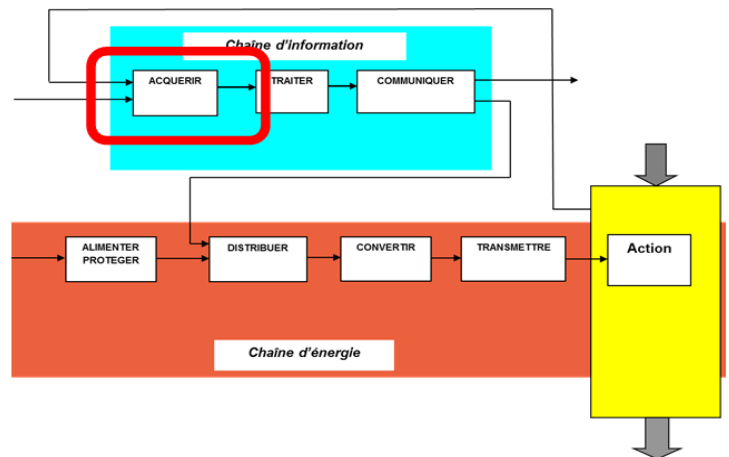 Chaîne d'information
ACQUERIR
TRAITER
COMMUNIQUER
ALIMENTER
PROTEGER
DISTRIBUER
CONVERTIR
TRANSMETTRE
Action
Chaîne d'énergie